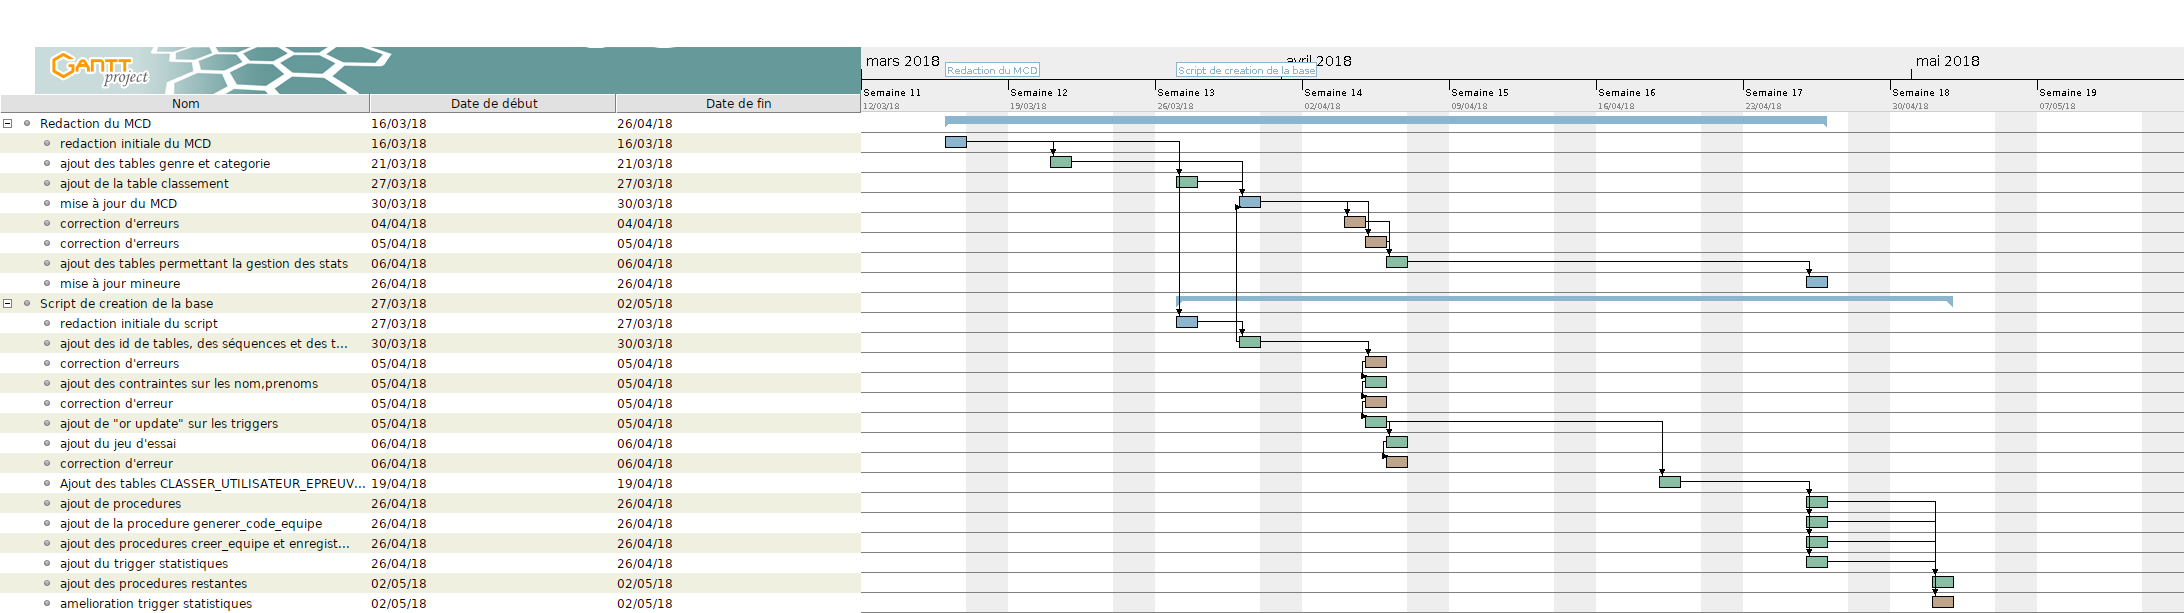 GANTT
project
mars 2018 avril 2018 mai 2018
Redaction du MCD Script de creation de la base
Semaine 11 Semaine 12 Semaine 13 Semaine 14 Semaine 15 Semaine 16 Semaine 17 Semaine 18 Semaine 19
12/03/18 19/03/18 26/03/18 02/04/18 09/04/18 16/04/18 23/04/18 30/04/18 07/05/18
Nom Date de début Date de fin
Redaction du MCD 16/03/18 26/04/18
redaction initiale du MCD 16/03/18 16/03/18
ajout des tables genre et categorie 21/03/18 21/03/18
ajout de la table classement 27/03/18 27/03/18
mise à jour du MCD 30/03/18 30/03/18
correction d'erreurs 04/04/18 04/04/18
correction d'erreurs 05/04/18 05/04/18
ajout des tables permettant la gestion des stats 06/04/18 06/04/18
mise à jour mineure 26/04/18 26/04/18
Script de creation de la base 27/03/18 02/05/18
redaction initiale du script 27/03/18 27/03/18
ajout des id de tables, des séquences et des t... 30/03/18 30/03/18
correction d'erreurs 05/04/18 05/04/18
ajout des contraintes sur les nom,prenoms 05/04/18 05/04/18
correction d'erreur 05/04/18 05/04/18
ajout de "or update" sur les triggers 05/04/18 05/04/18
ajout du jeu d'essai 06/04/18 06/04/18
correction d'erreur 06/04/18 06/04/18
Ajout des tables CLASSER_UTILISATEUR_EPREUV... 19/04/18 19/04/18
ajout de procedures 26/04/18 26/04/18
ajout de la procedure generer_code_equipe 26/04/18 26/04/18
ajout des procedures creer_equipe et enregist... 26/04/18 26/04/18
ajout du trigger statistiques 26/04/18 26/04/18
ajout des procedures restantes 02/05/18 02/05/18
amelioration trigger statistiques 02/05/18 02/05/18